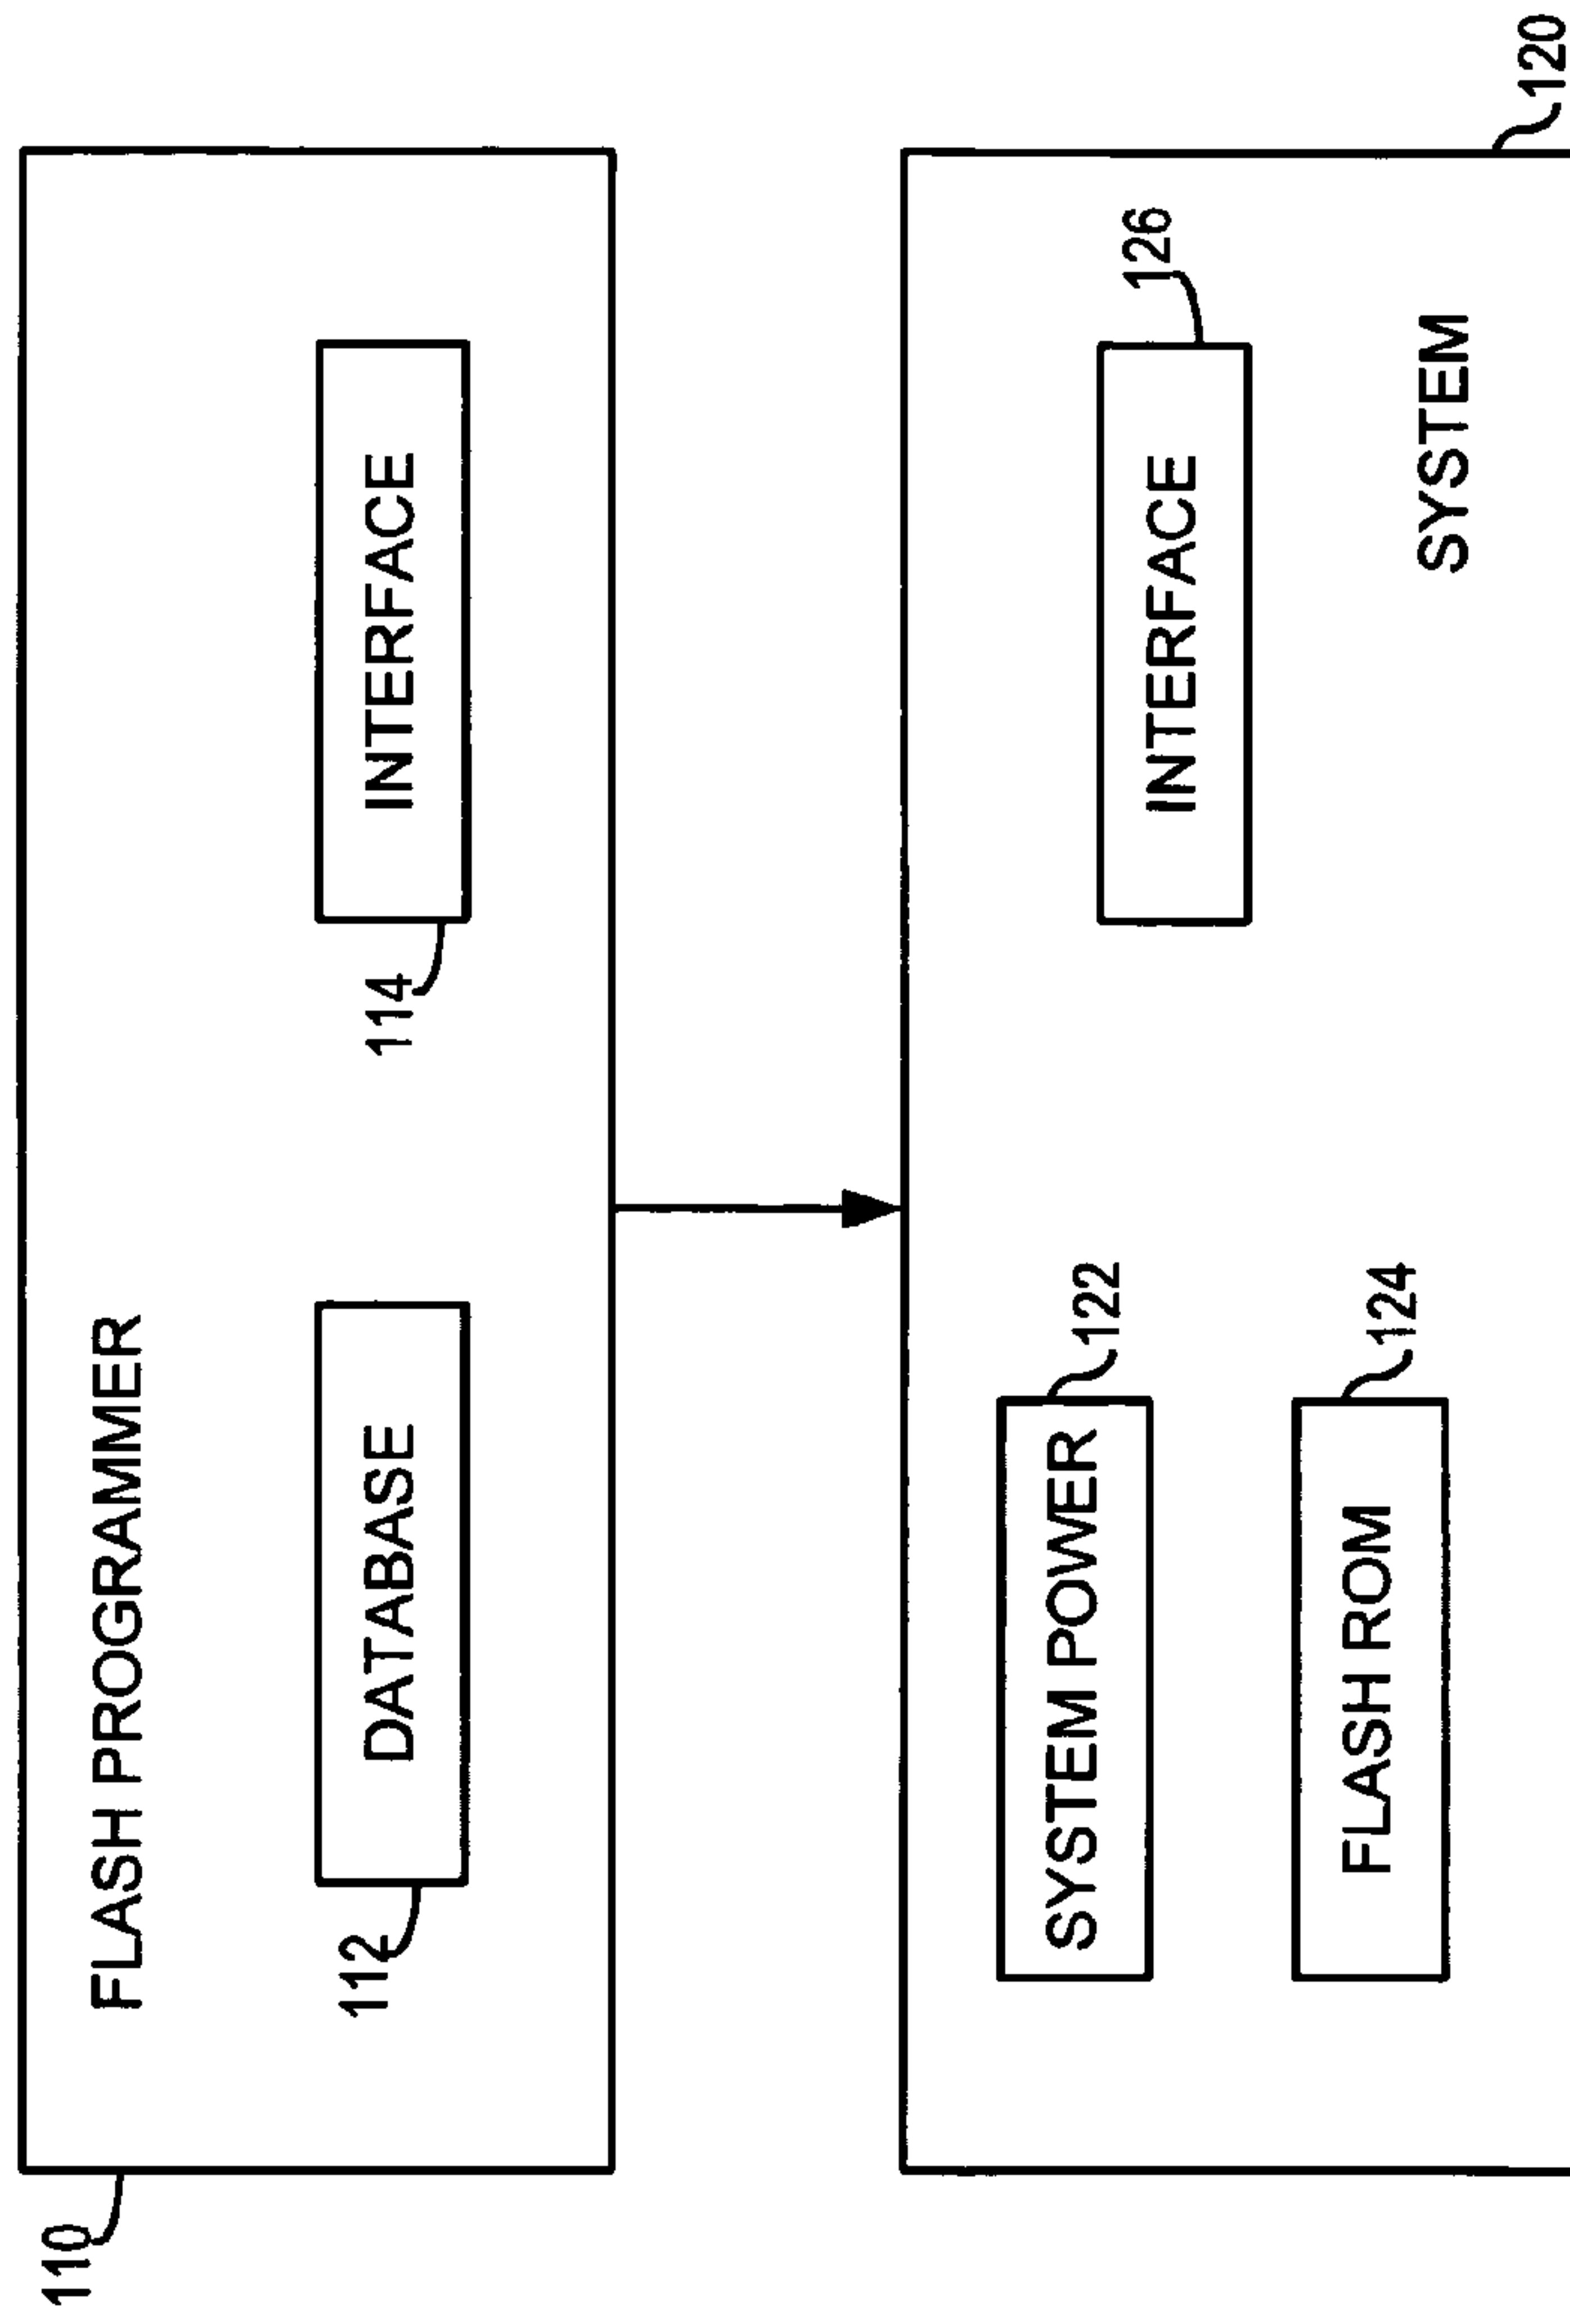 110
FLASH PROGRAMMER
112
DATABASE
114
INTERFACE
SYSTEM POWER
122
FLASH ROM
124
INTERFACE
126
SYSTEM
120